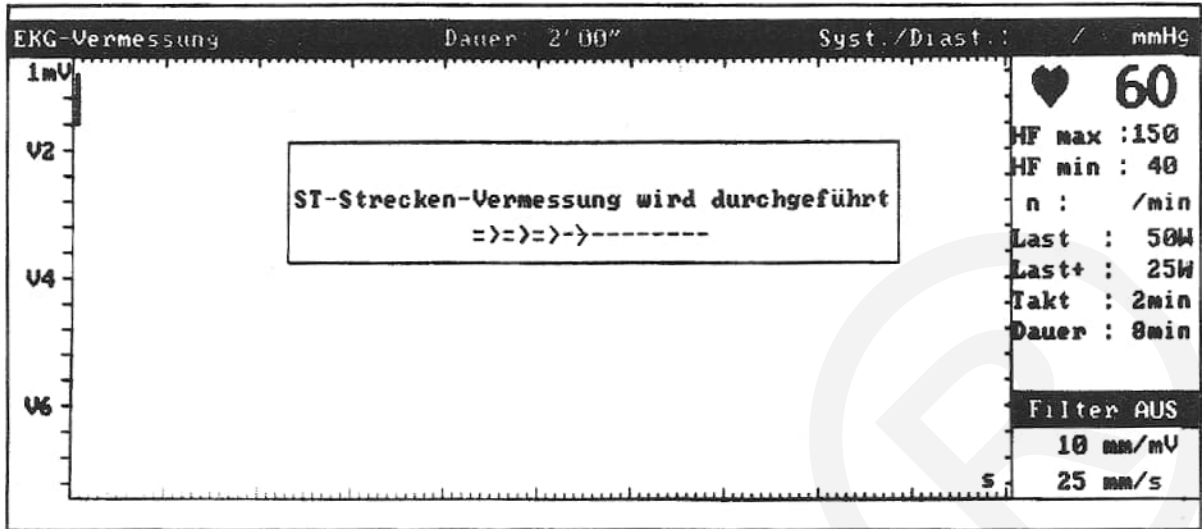 EKG-Vermessung Dauer 2'00" Syst./Diast.: / mmHg
1mV
V2
V4
V6
ST-Strecken-Vermessung wird durchgeführt
=>=>=>->--------
s
♥ 60
HF max :150
HF min : 40
n : /min
Last : 50W
Last+ : 25W
Takt : 2min
Dauer : 8min
Filter AUS
10 mm/mV
25 mm/s
R